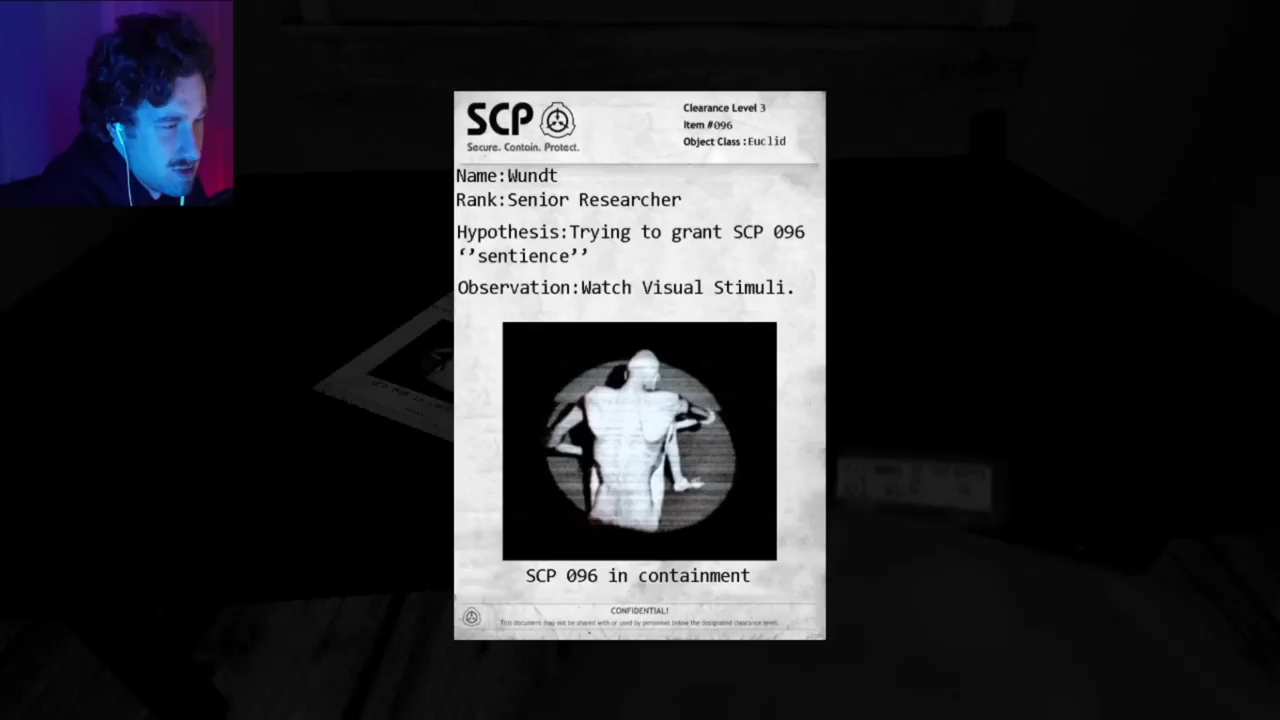 SCP
Secure. Contain. Protect.
Clearance Level 3
Item #096
Object Class :Euclid
Name:Wundt
Rank:Senior Researcher
Hypothesis:Trying to grant SCP 096
‘’sentience’’
Observation:Watch Visual Stimuli.
SCP 096 in containment
CONFIDENTIAL!
This document may not be shared with or used by personnel below the designated clearance level.